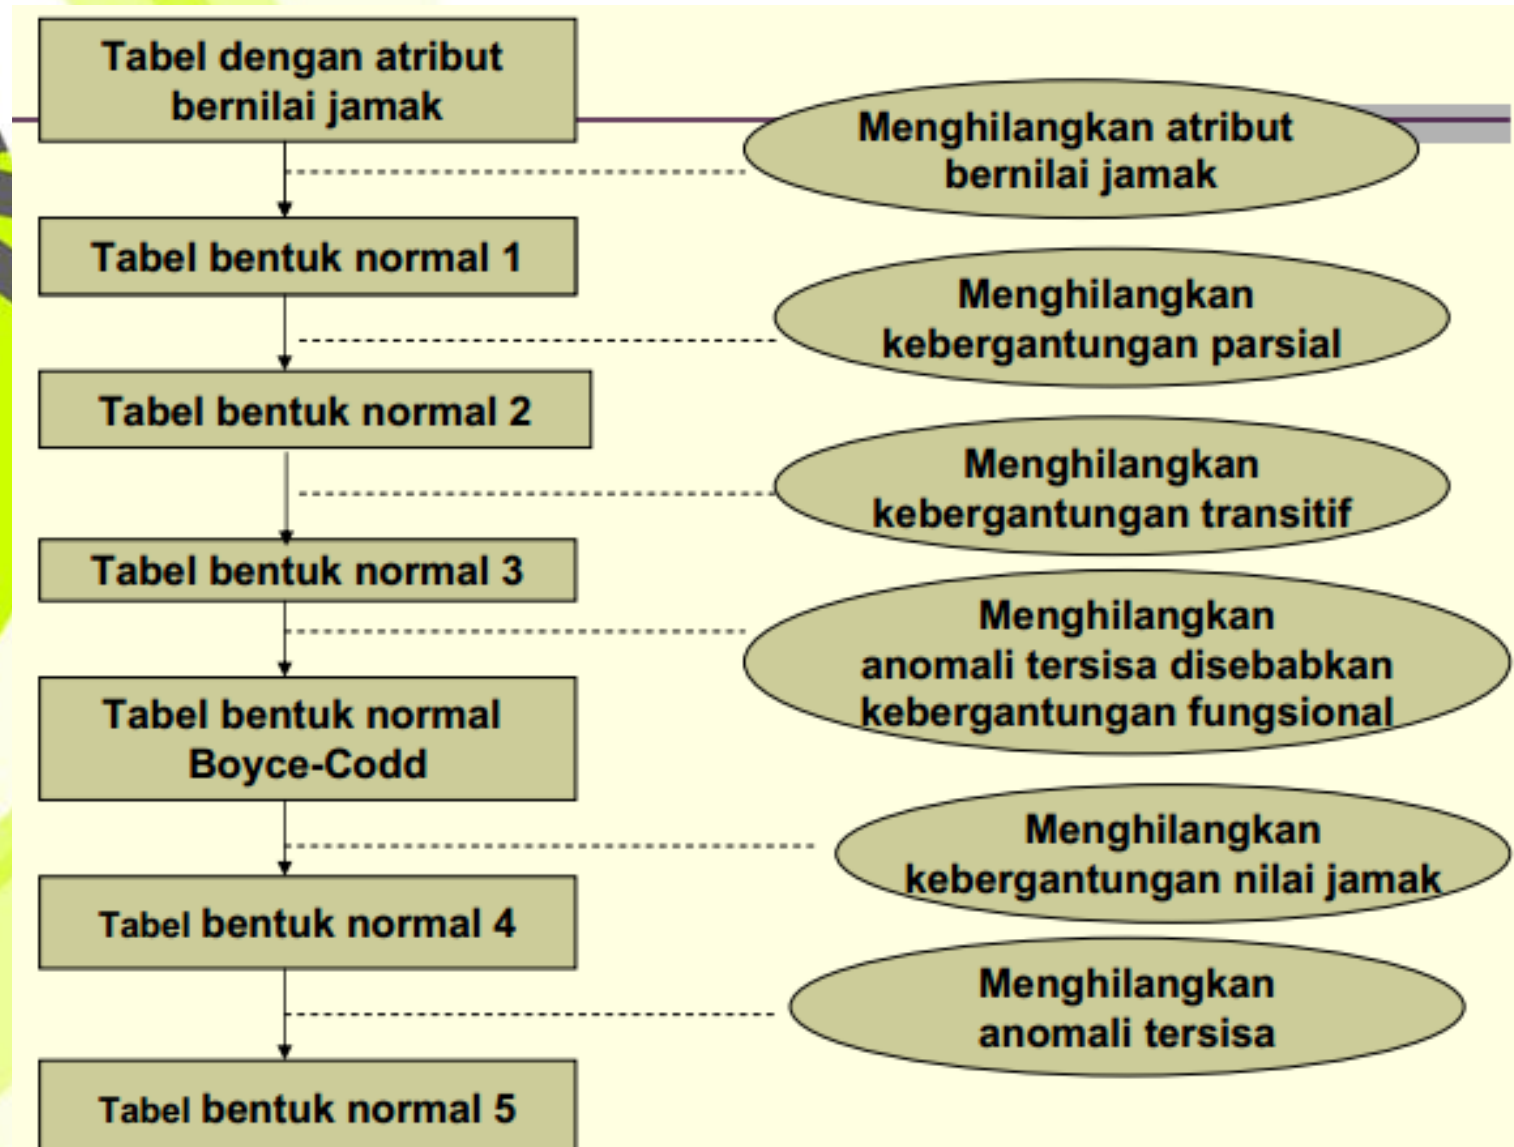 Tabel dengan atribut
bernilai jamak
Menghilangkan atribut
bernilai jamak
Tabel bentuk normal 1
Menghilangkan
kebergantungan parsial
Tabel bentuk normal 2
Menghilangkan
kebergantungan transitif
Tabel bentuk normal 3
Menghilangkan
anomali tersisa disebabkan
kebergantungan fungsional
Tabel bentuk normal
Boyce-Codd
Menghilangkan
kebergantungan nilai jamak
Tabel bentuk normal 4
Menghilangkan
anomali tersisa
Tabel bentuk normal 5